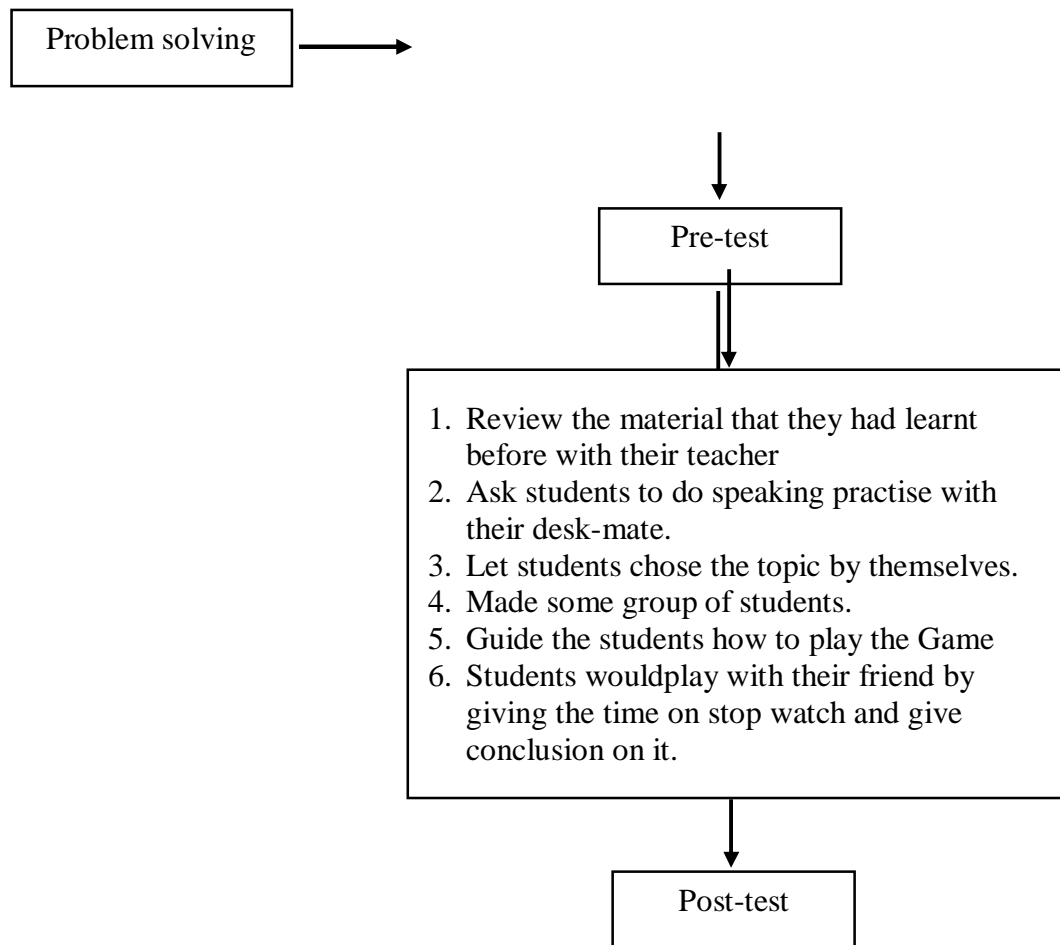 Problem solving
Pre-test
1. Review the material that they had learnt
before with their teacher
2. Ask students to do speaking practise with
their desk-mate.
3. Let students chose the topic by themselves.
4. Made some group of students.
5. Guide the students how to play the Game
6. Students wouldplay with their friend by
giving the time on stop watch and give
conclusion on it.
Post-test